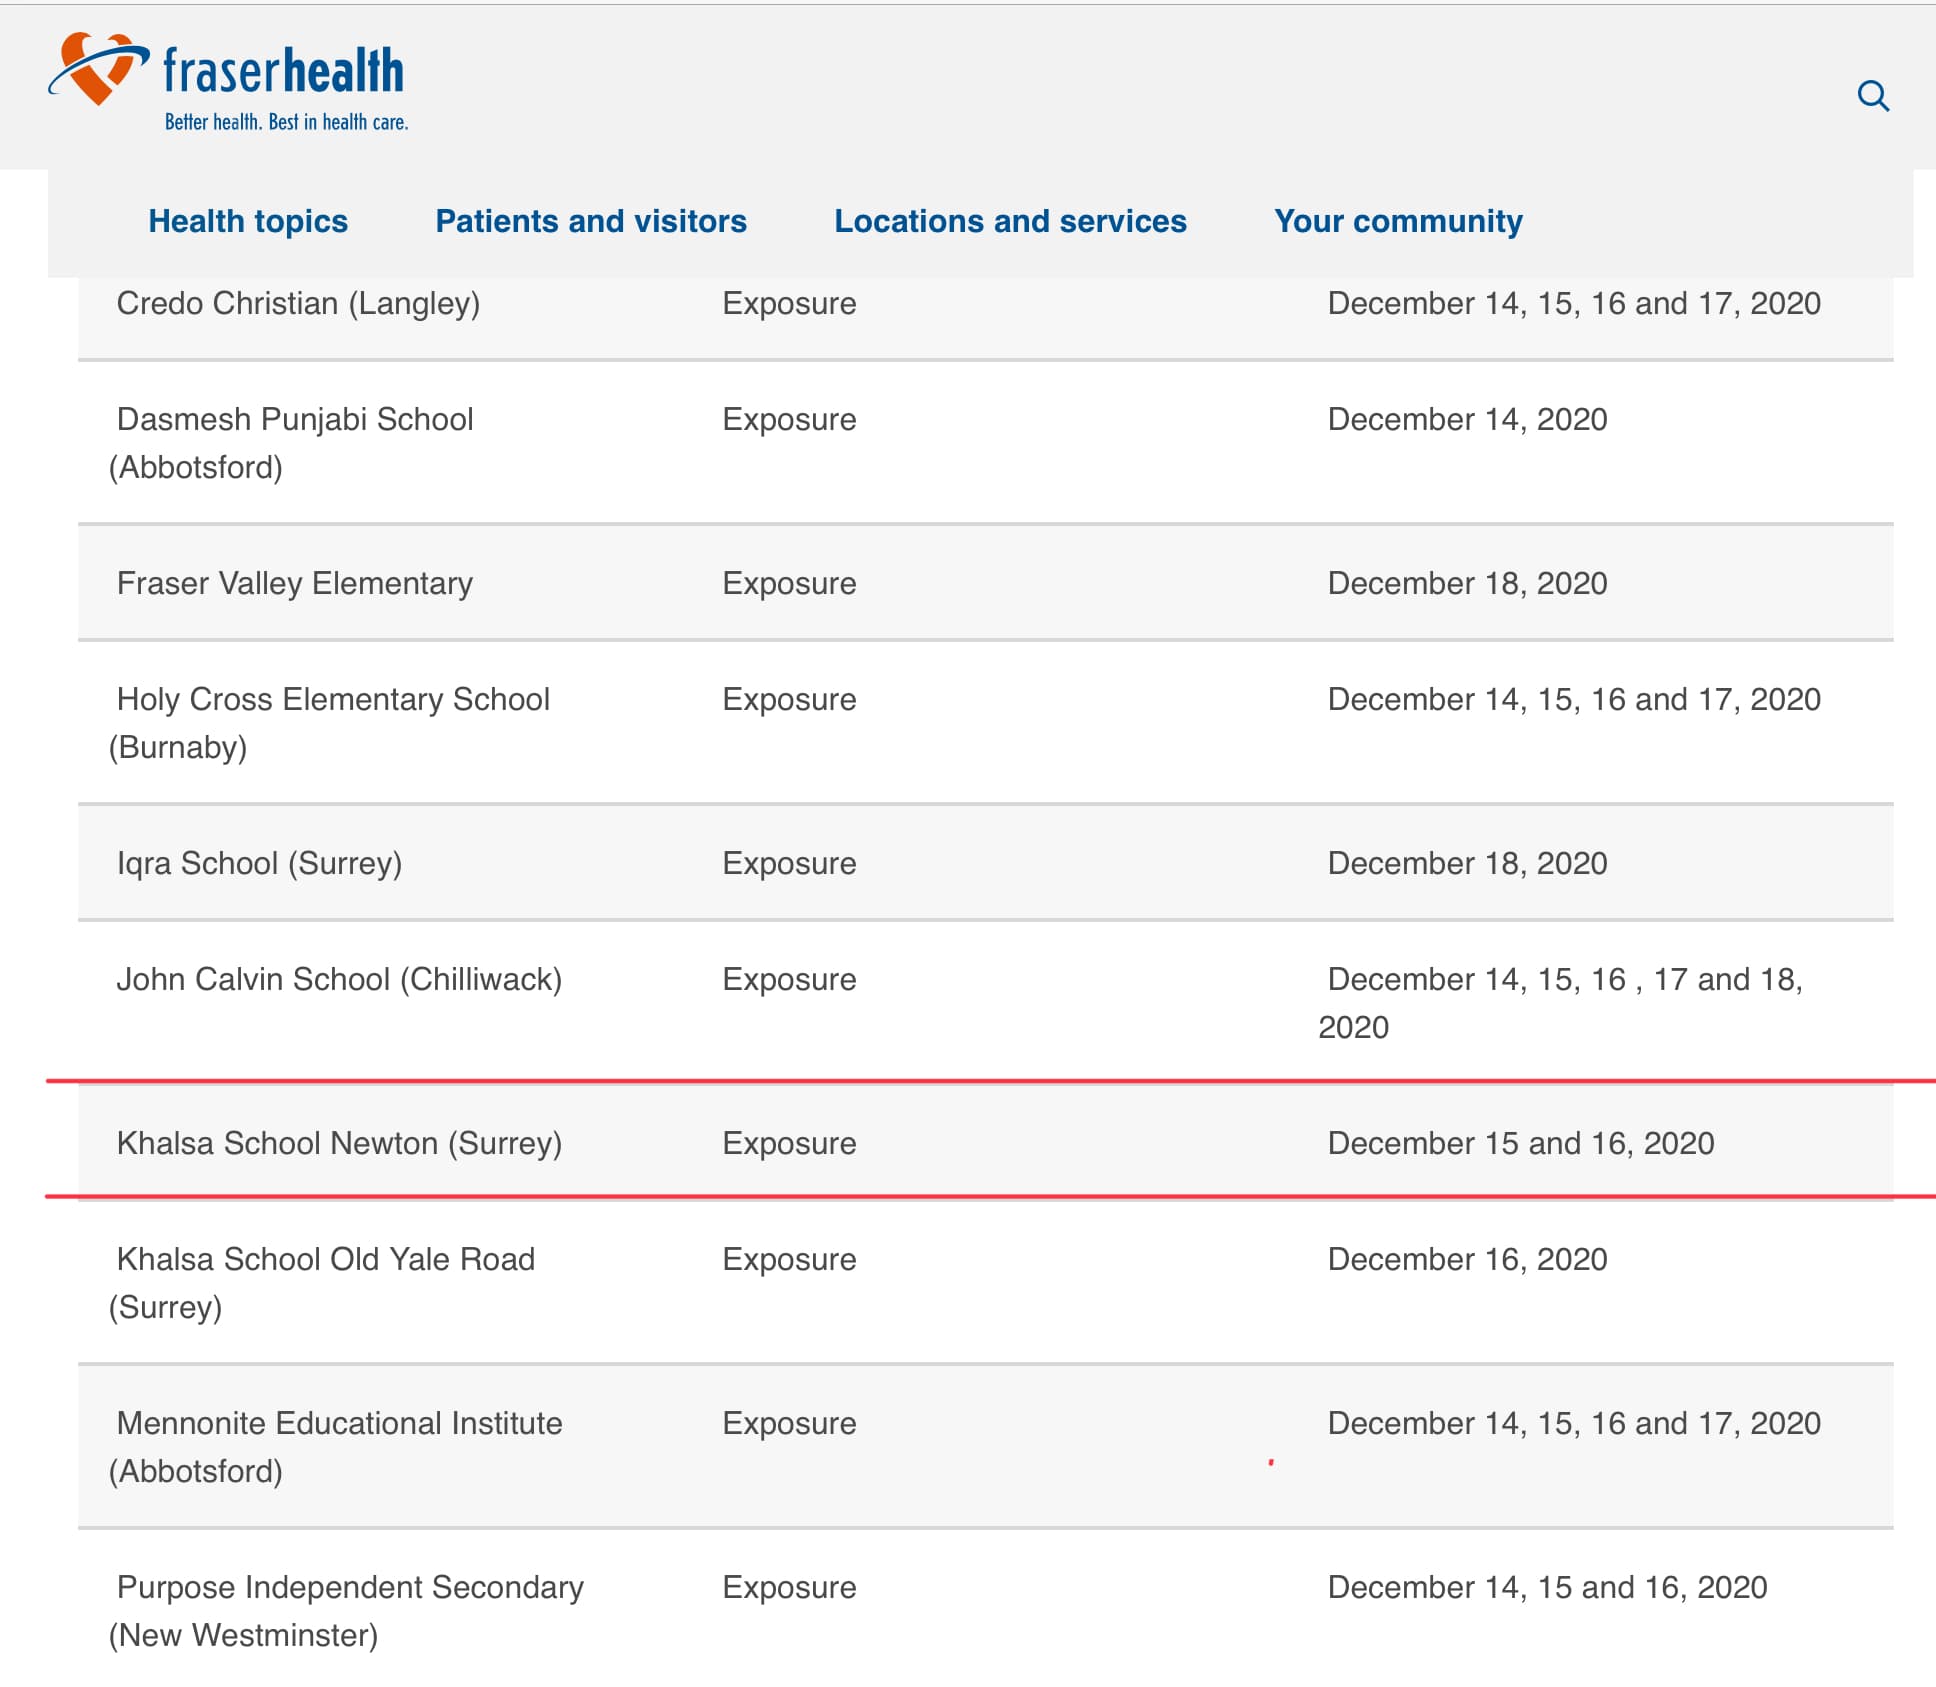 fraserhealth
Better health. Best in health care.
Health topics Patients and visitors Locations and services Your community
Credo Christian (Langley) Exposure December 14, 15, 16 and 17, 2020
Dasmesh Punjabi School Exposure December 14, 2020
(Abbotsford)
Fraser Valley Elementary Exposure December 18, 2020
Holy Cross Elementary School Exposure December 14, 15, 16 and 17, 2020
(Burnaby)
Iqra School (Surrey) Exposure December 18, 2020
John Calvin School (Chilliwack) Exposure December 14, 15, 16 , 17 and 18,
2020
Khalsa School Newton (Surrey) Exposure December 15 and 16, 2020
Khalsa School Old Yale Road Exposure December 16, 2020
(Surrey)
Mennonite Educational Institute Exposure December 14, 15, 16 and 17, 2020
(Abbotsford)
Purpose Independent Secondary Exposure December 14, 15 and 16, 2020
(New Westminster)